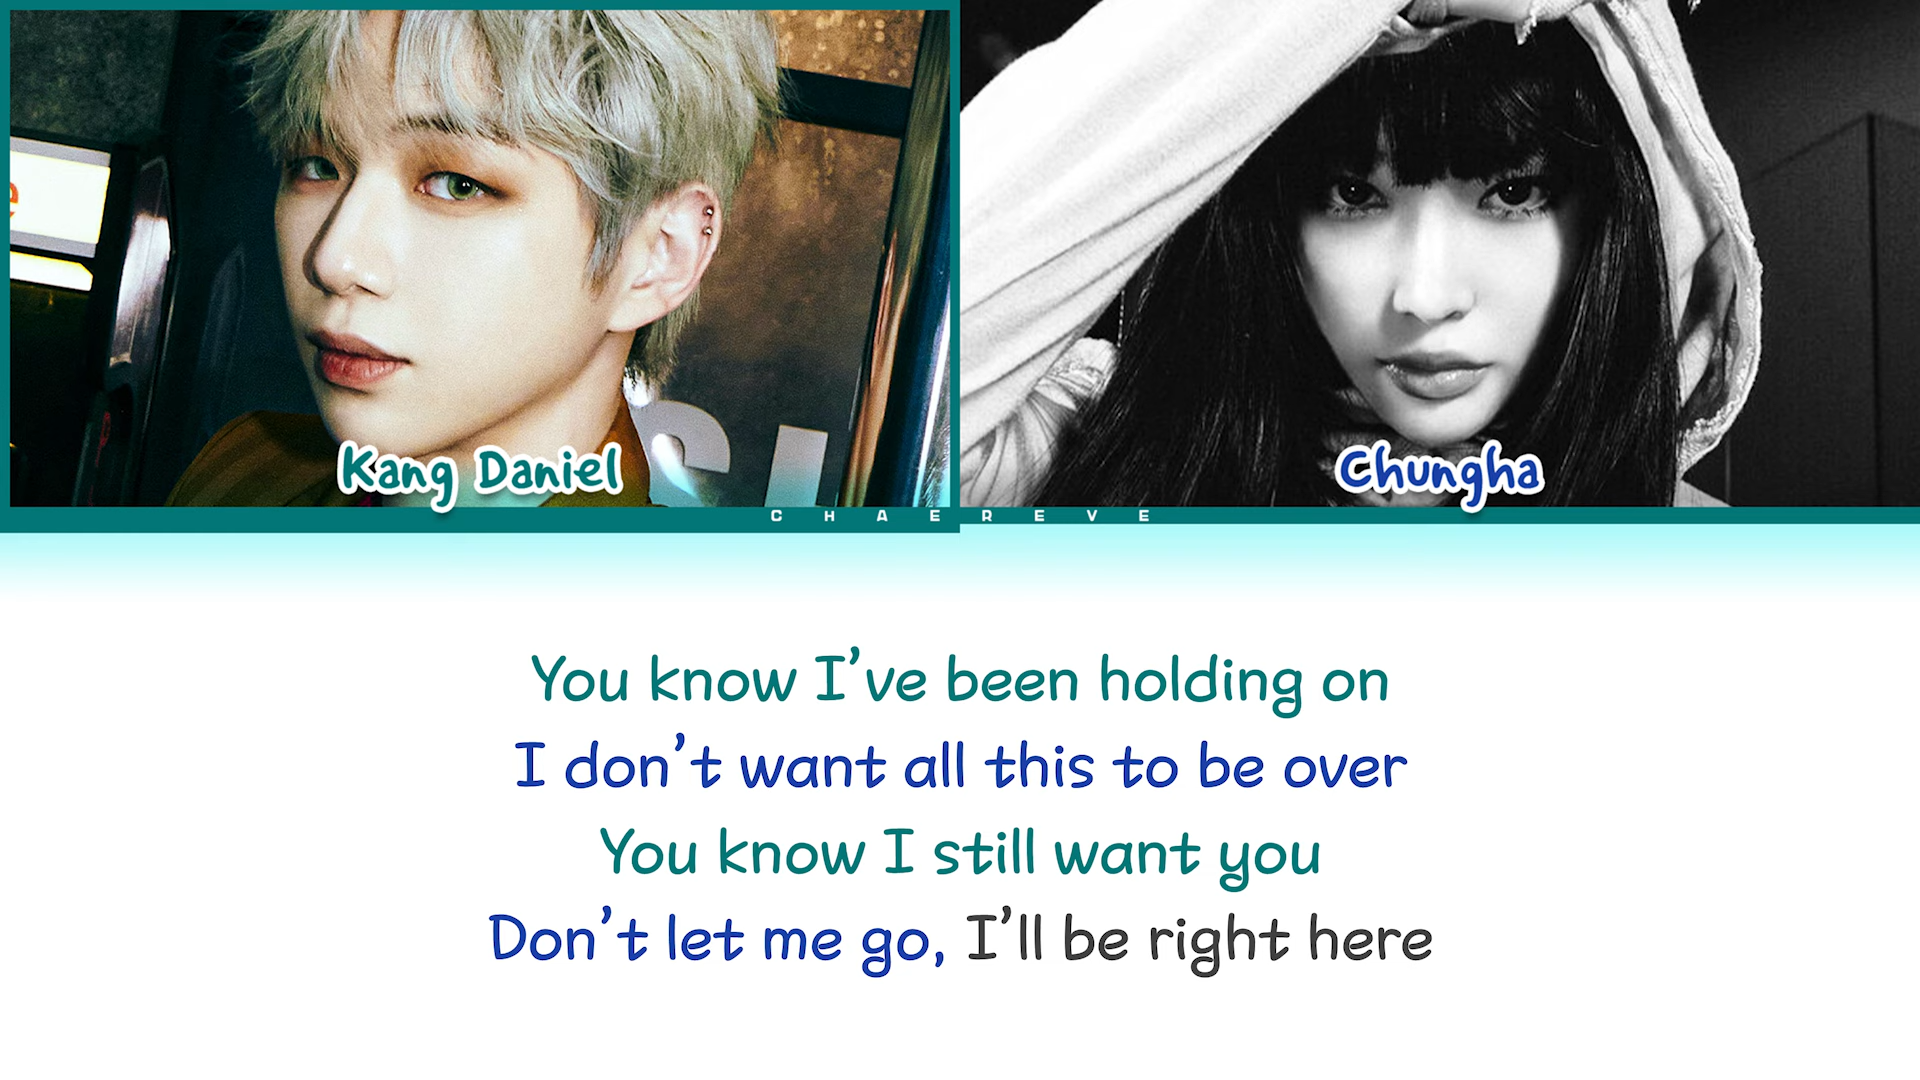 Kang Daniel
Chungha
CHAEREVE
You know I've been holding on
I don't want all this to be over
You know I still want you
Don't let me go, I'll be right here